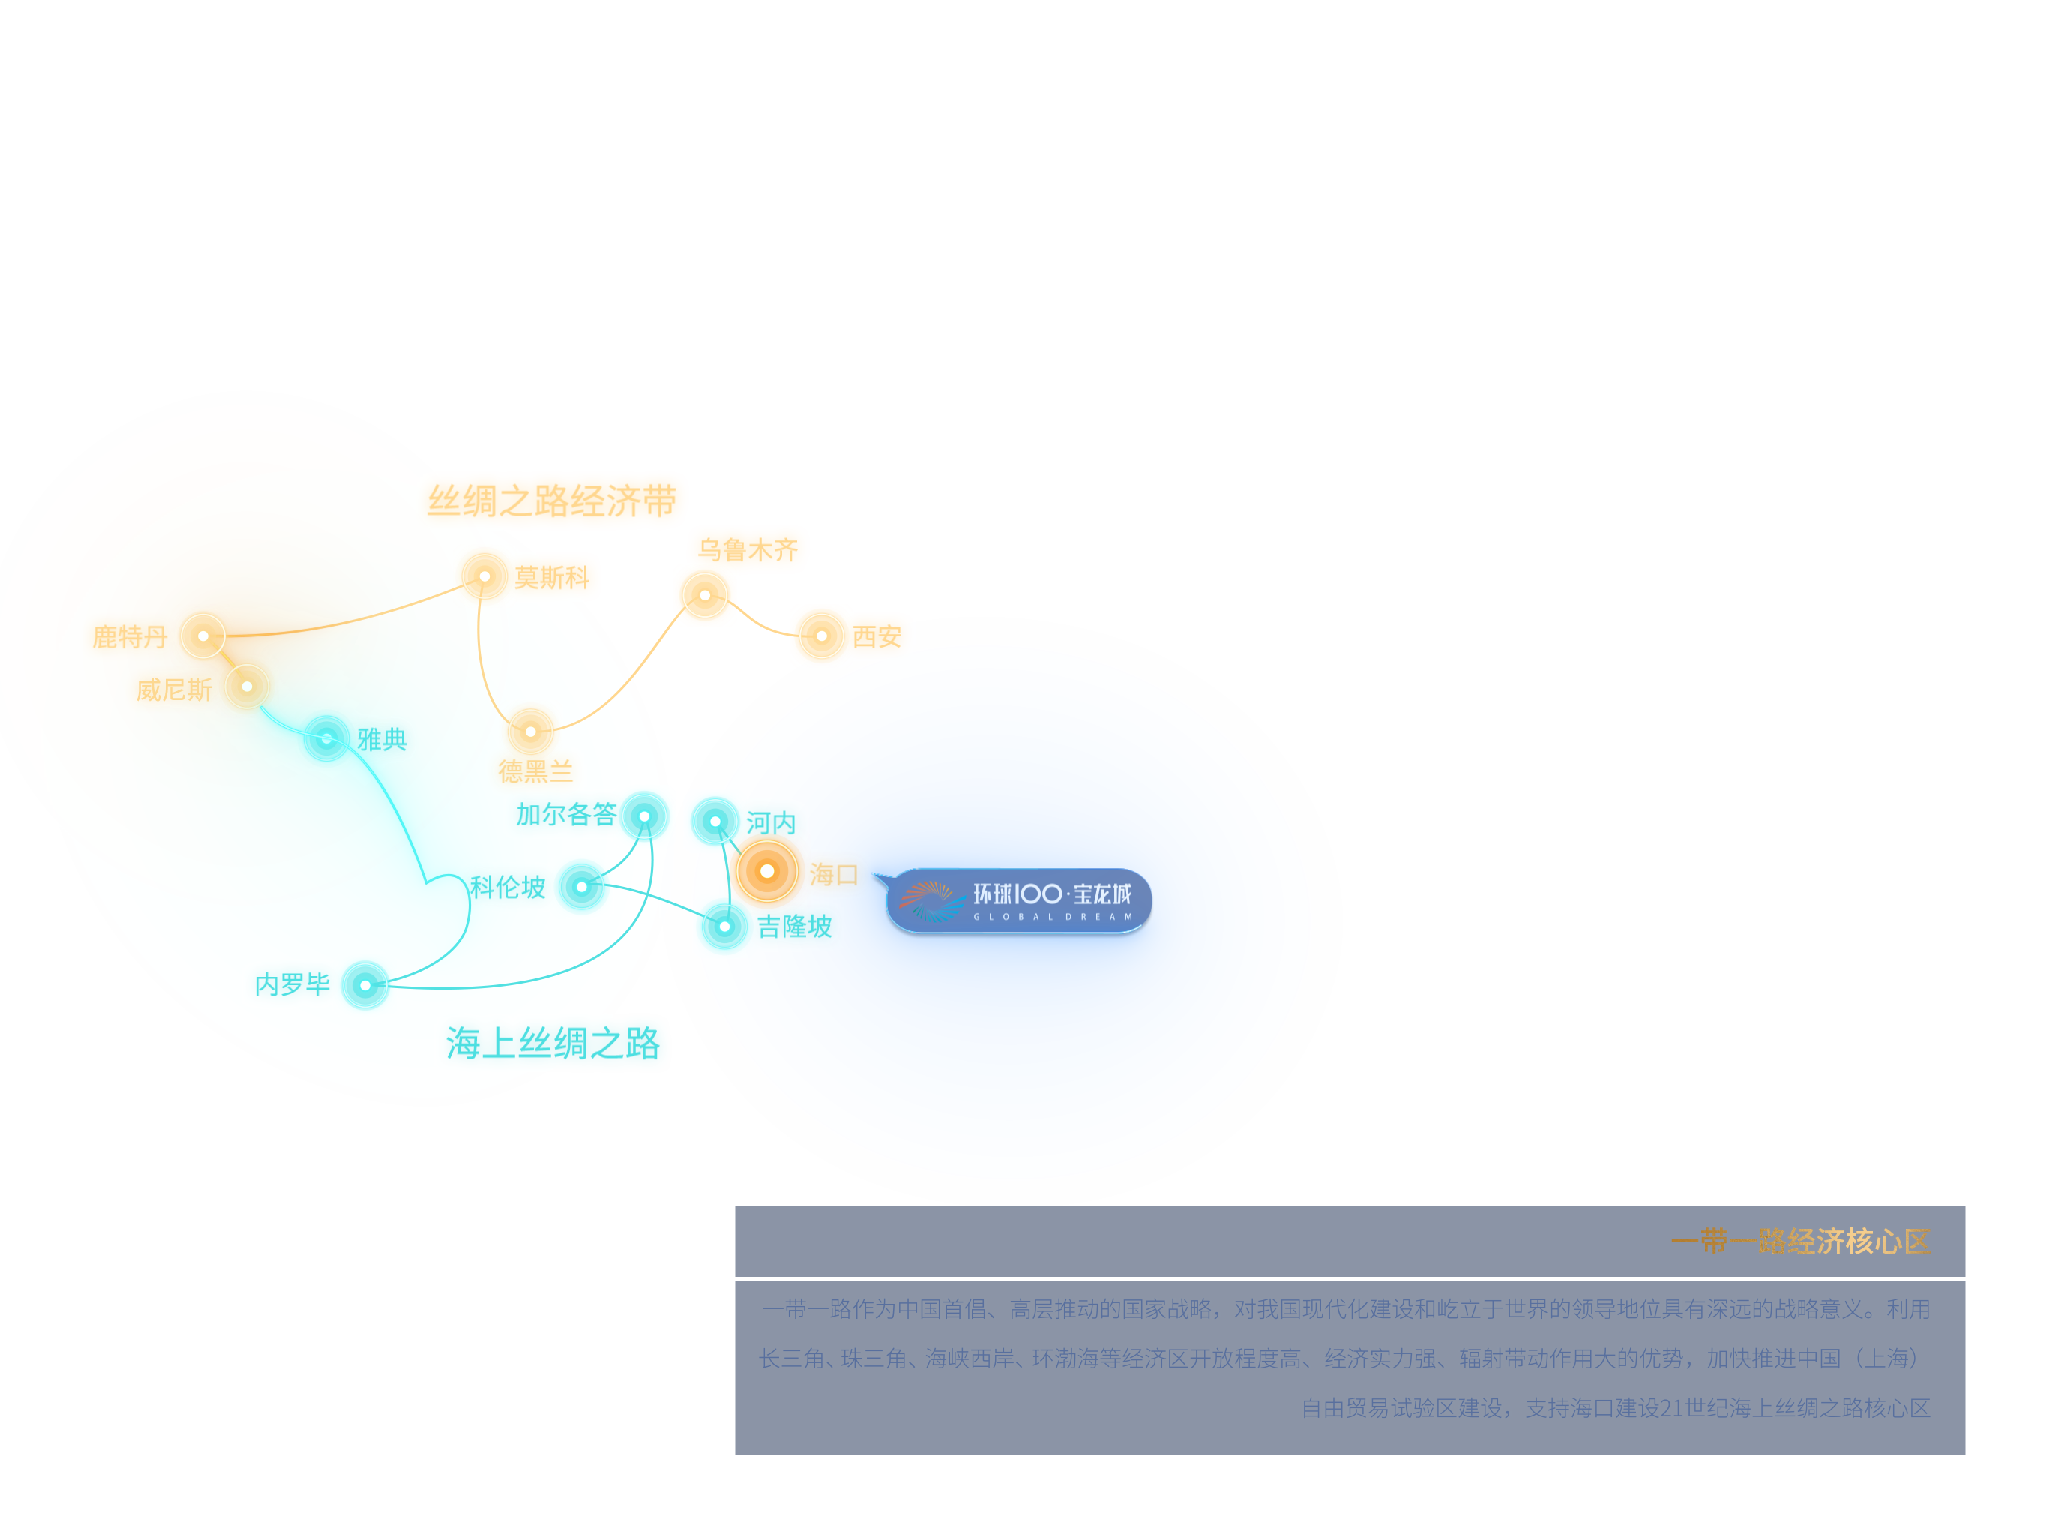 丝绸之路经济带
乌鲁木齐
莫斯科
鹿特丹
西安
威尼斯
雅典
德黑兰
加尔各答
河内
海口
科伦坡
环球100·宝龙城
GLOBAL DREAM
吉隆坡
内罗毕
海上丝绸之路
一带一路经济核心区
一带一路作为中国首倡、高层推动的国家战略，对我国现代化建设和屹立于世界的领导地位具有深远的战略意义。利用
长三角、珠三角、海峡西岸、环渤海等经济区开放程度高、经济实力强、辐射带动作用大的优势，加快推进中国（上海）
自由贸易试验区建设，支持海口建设21世纪海上丝绸之路核心区